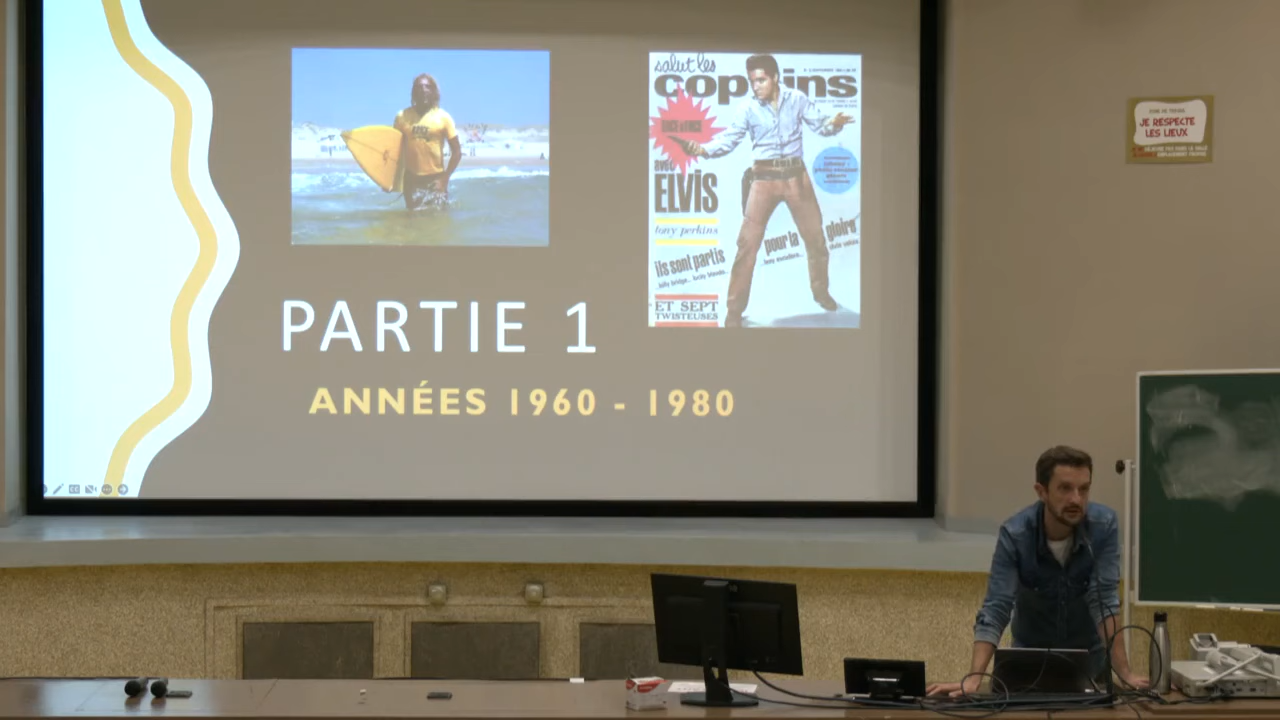 salut les
copains
avec
ELVIS
tony perkins
ils sont partis
pour la gloire
ET SEPT
TWISTEUSES
PARTIE 1
ANNÉES 1960 - 1980
JE RESPECTE
LES LIEUX